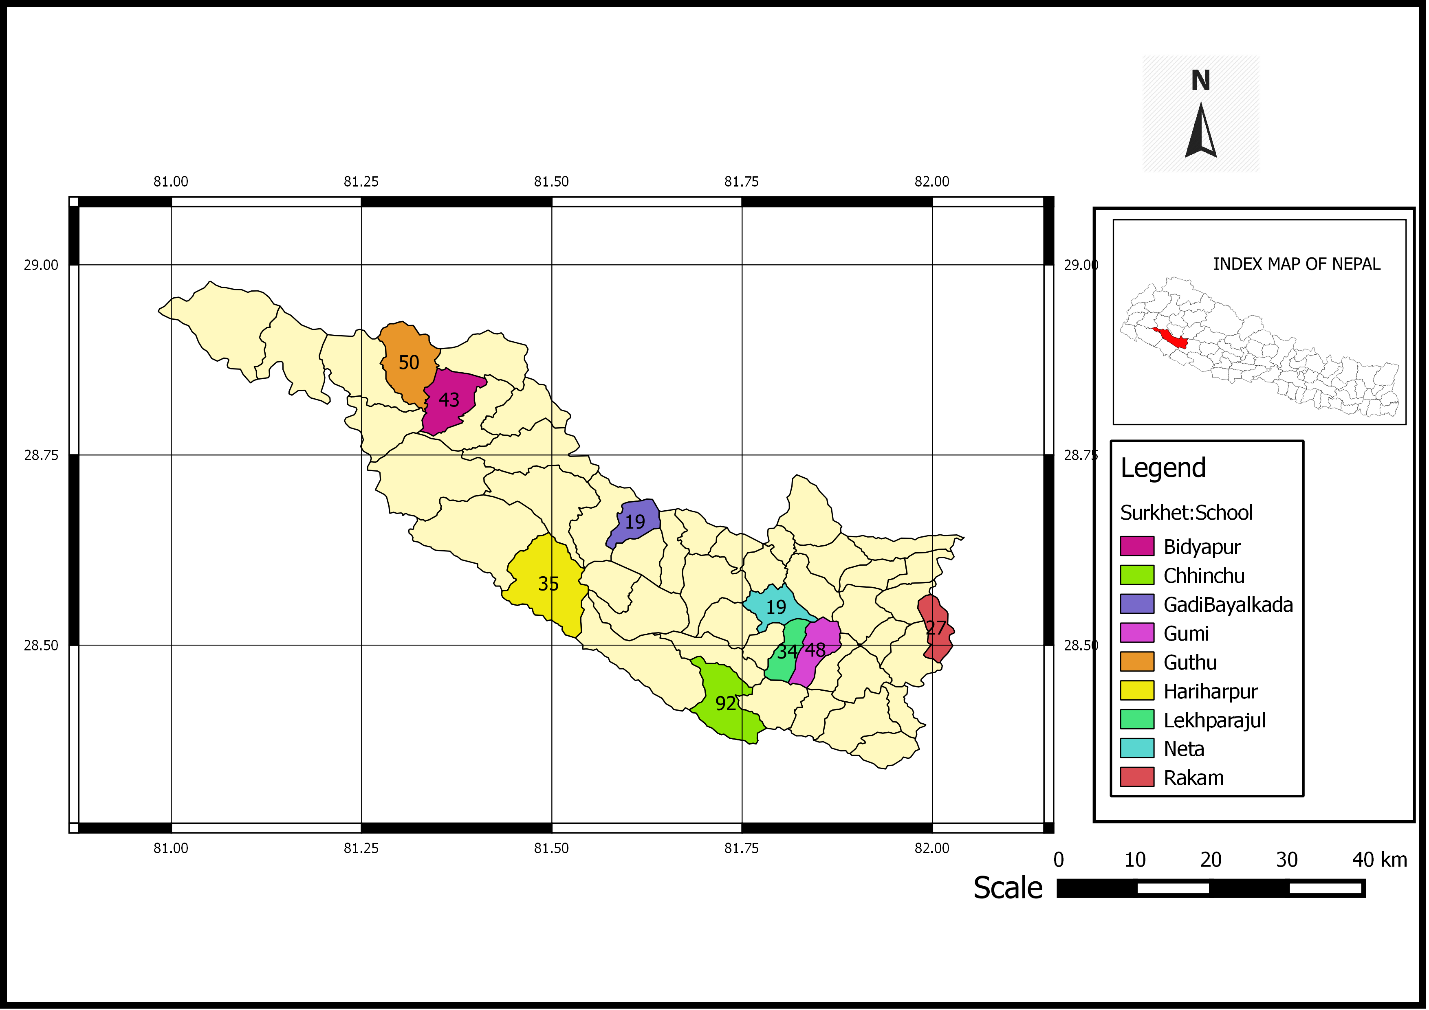 N
81.00 81.25 81.50 81.75 82.00
29.00 29.00
INDEX MAP OF NEPAL
50
43
28.75 28.75
Legend
Surkhet:School
Bidyapur
Chhinchu
GadiBayalkada
Gumi
Guthu
Hariharpur
Lekhparajul
Neta
Rakam
19
35
19
27
28.50 28.50
34 48
92
81.00 81.25 81.50 81.75 82.00
0 10 20 30 40 km
Scale